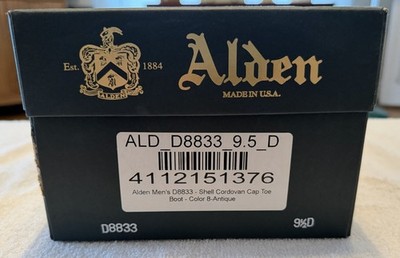 Est. 1884
ALDEN
Alden
MADE IN U.S.A.
ALD_D8833_9.5_D
4112151376
Alden Men's D8833 - Shell Cordovan Cap Toe
Boot - Color 8-Antique
D8833 9½D